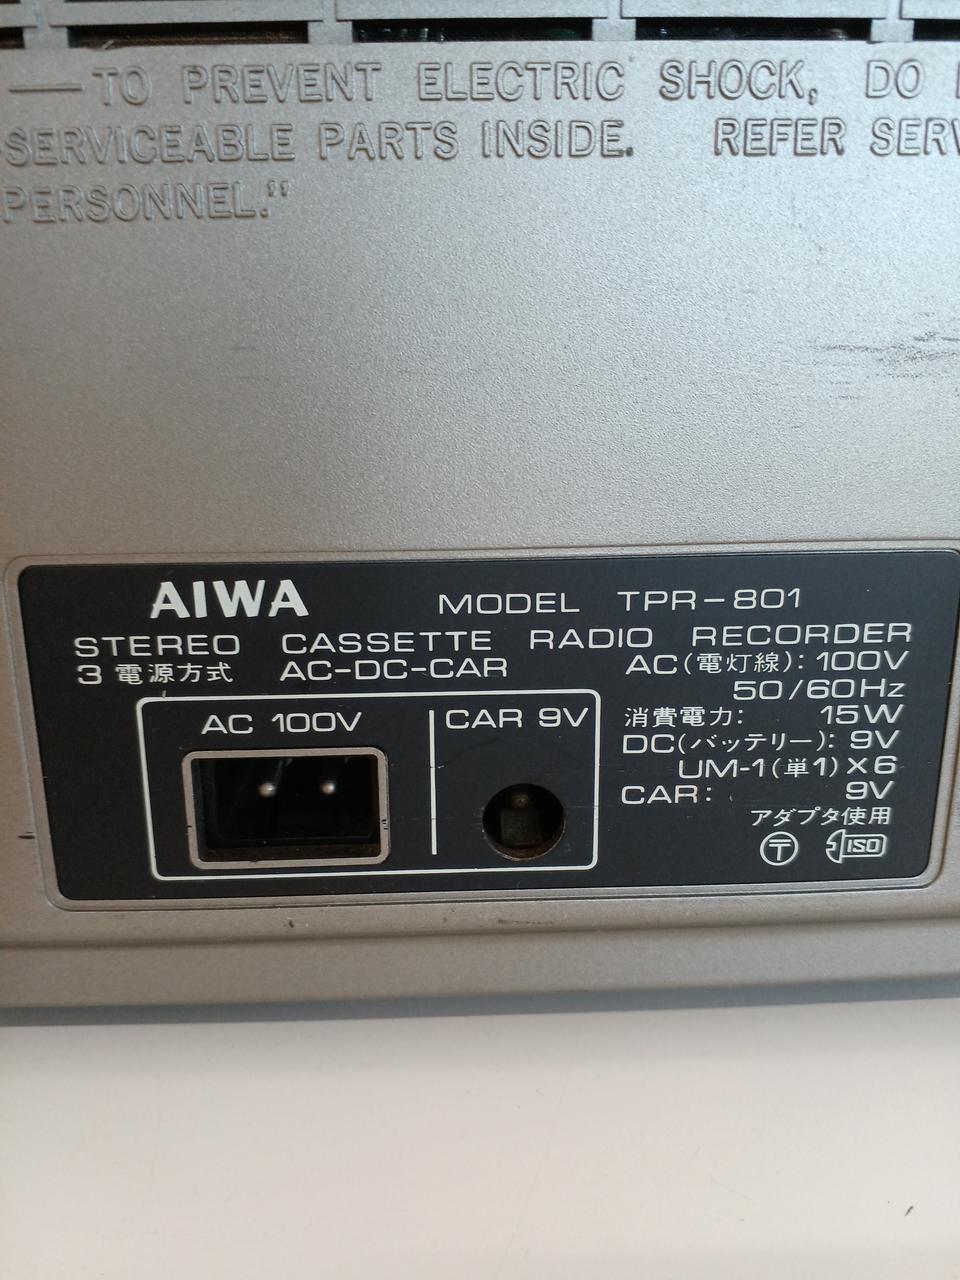 — TO PREVENT ELECTRIC SHOCK, DO
SERVICEABLE PARTS INSIDE. REFER SERV
PERSONNEL."
AIWA MODEL TPR-801
STEREO CASSETTE RADIO RECORDER
3電源方式 AC-DC-CAR
AC(電灯線): 100V
50/60Hz
消費電力: 15W
DC(バッテリー): 9V
UM-1(単1)×6
CAR: 9V
アダプタ使用
〒 ISO
AC 100V
CAR 9V